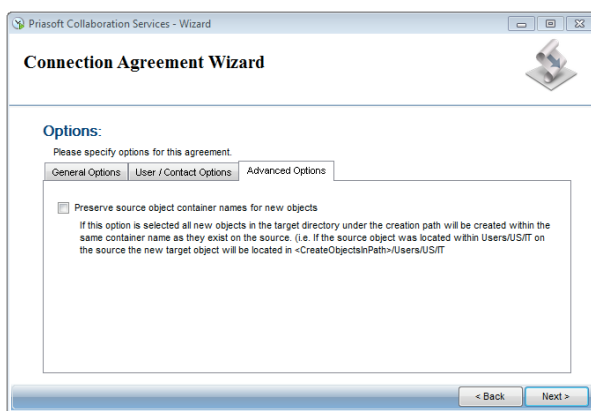 Priasoft Collaboration Services - Wizard
Connection Agreement Wizard
Options:
Please specify options for this agreement.
General Options User / Contact Options Advanced Options
Preserve source object container names for new objects
If this option is selected all new objects in the target directory under the creation path will be created within the
same container name as they exist on the source. (i.e. If the source object was located within Users/US/IT on
the source the new target object will be located in <CreateObjectsInPath>/Users/US/IT
< Back Next >